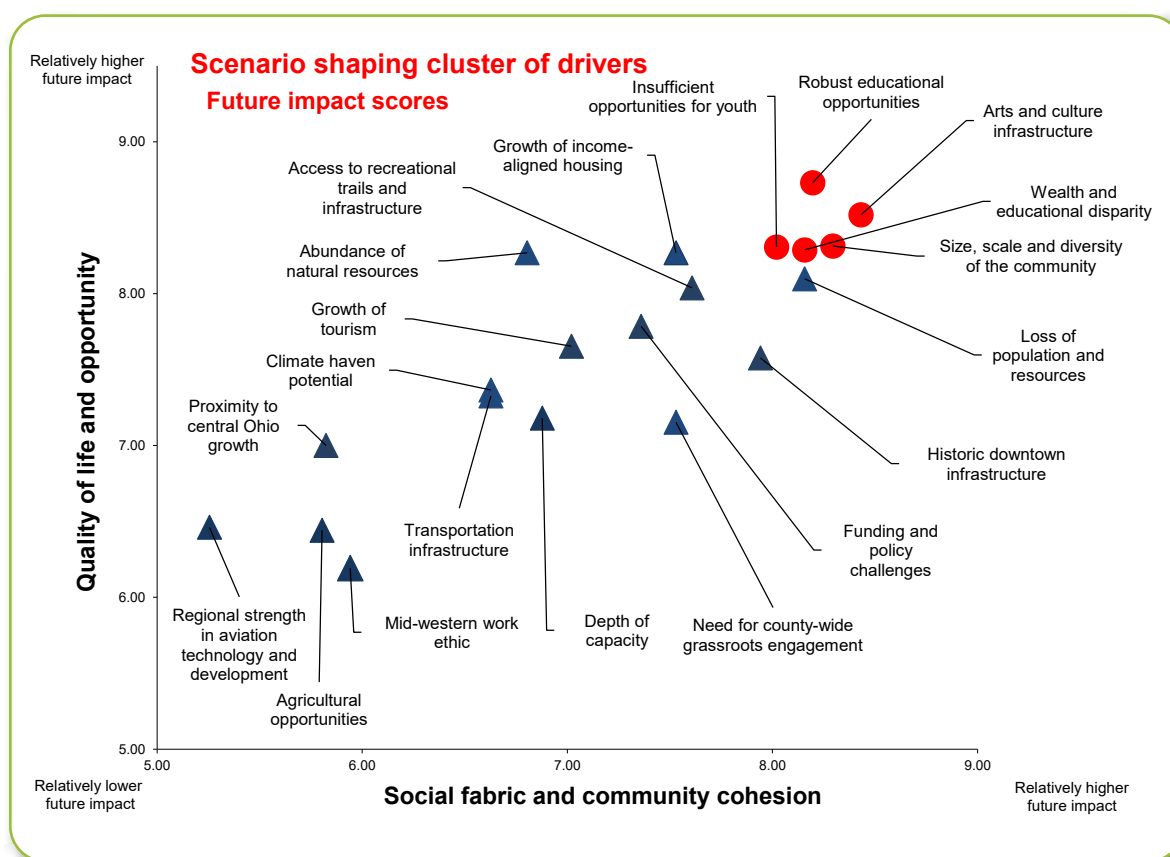 Relatively higher
future impact
Scenario shaping cluster of drivers
Future impact scores
Insufficient
opportunities for youth
Robust educational
opportunities
Arts and culture
infrastructure
Growth of income-
aligned housing
Access to recreational
trails and
infrastructure
Wealth and
educational disparity
Abundance of
natural resources
Size, scale and diversity
of the community
Growth of
tourism
Loss of
population and
resources
Climate haven
potential
Proximity to
central Ohio
growth
Historic downtown
infrastructure
Transportation
infrastructure
Funding and
policy
challenges
Regional strength
in aviation
technology and
development
Mid-western work
ethic
Depth of
capacity
Need for county-wide
grassroots engagement
Agricultural
opportunities
Quality of life and opportunity
9.00
8.00
7.00
6.00
5.00
5.00 6.00 7.00 8.00 9.00
Relatively lower
future impact
Social fabric and community cohesion
Relatively higher
future impact